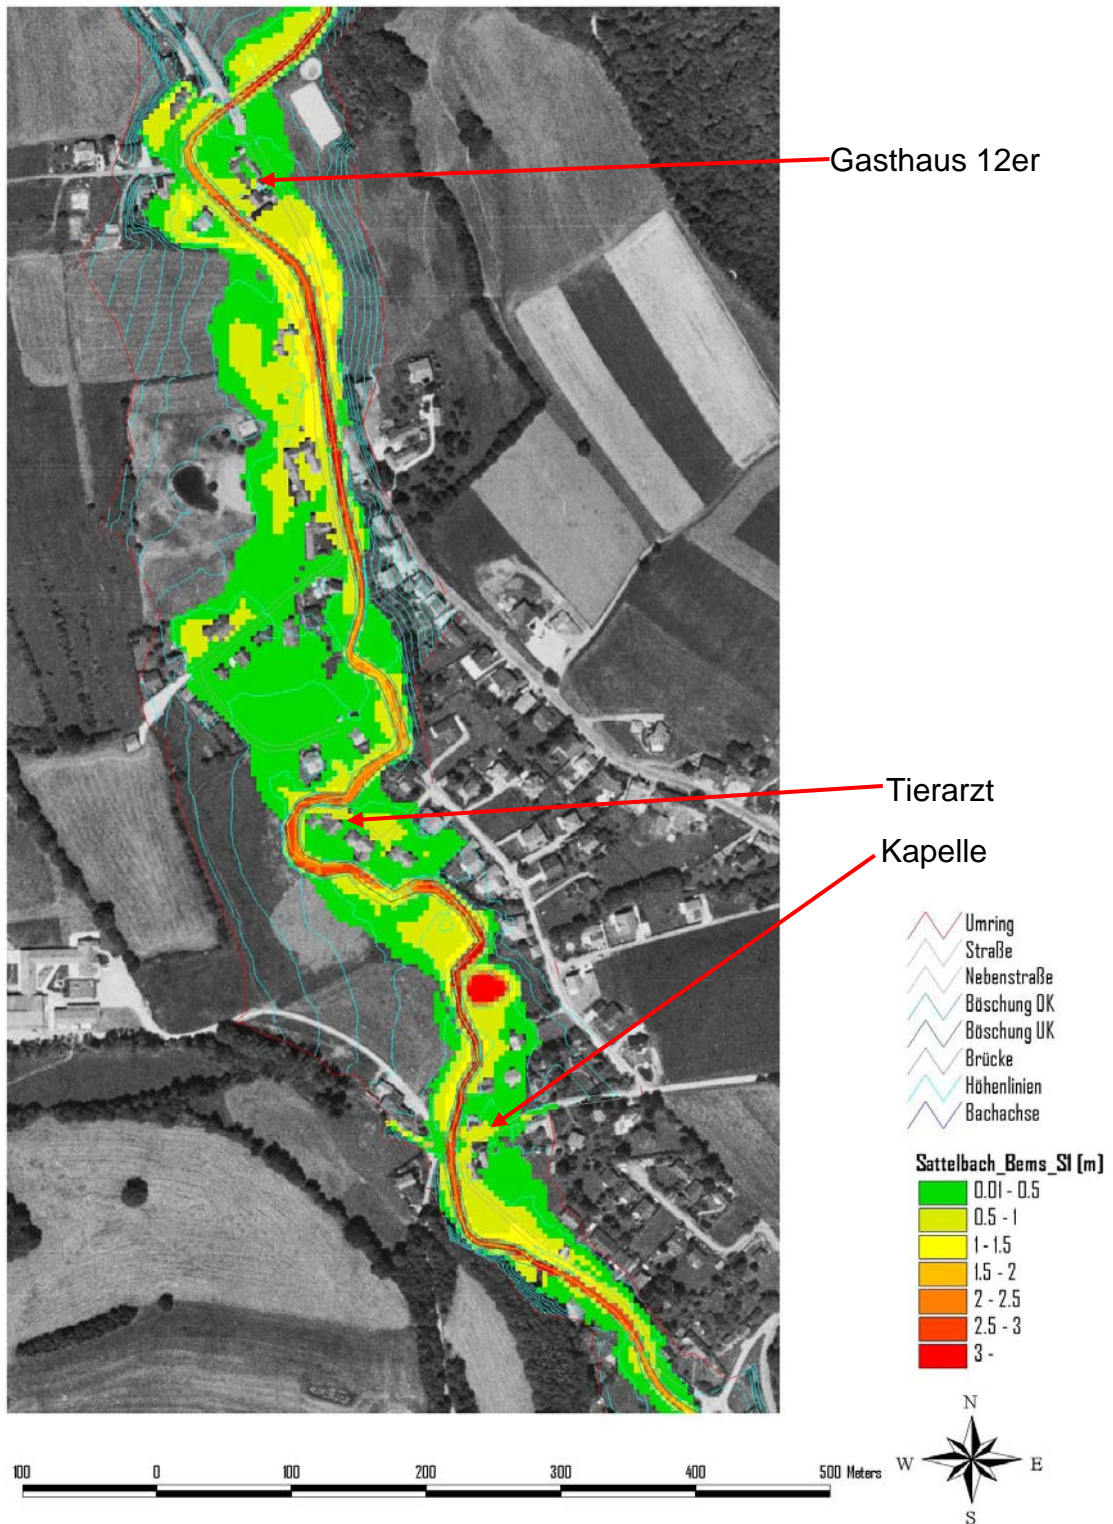 Gasthaus 12er
Tierarzt
Kapelle
Umring
Straße
Nebenstraße
Böschung OK
Böschung UK
Brücke
Höhenlinien
Bachachse
Sattelbach_Bems_S1 [m]
0.01 - 0.5
0.5 - 1
1 - 1.5
1.5 - 2
2 - 2.5
2.5 - 3
3 -
N
W E
S
100 0 100 200 300 400 500 Meters